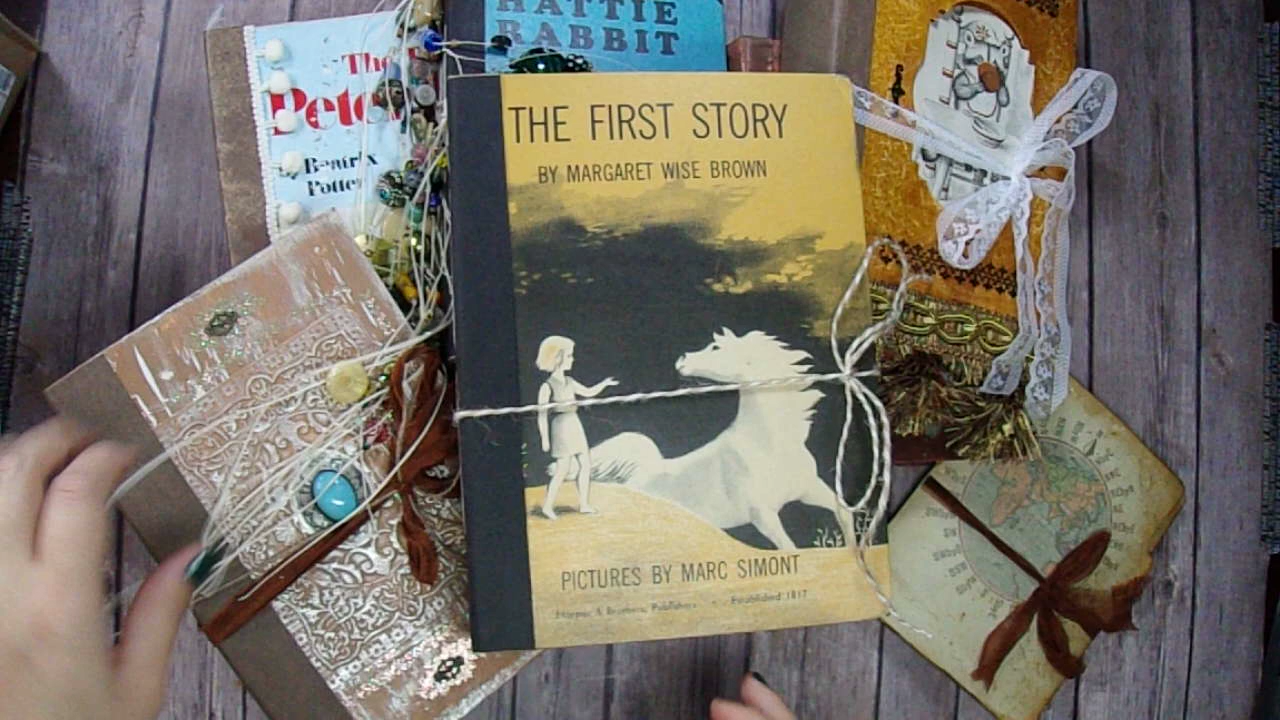 HATTIE
RABBIT
The
Pete
Beatrix
Potter
THE FIRST STORY
BY MARGARET WISE BROWN
PICTURES BY MARC SIMONT
Harper & Brothers, Publishers • Established 1817